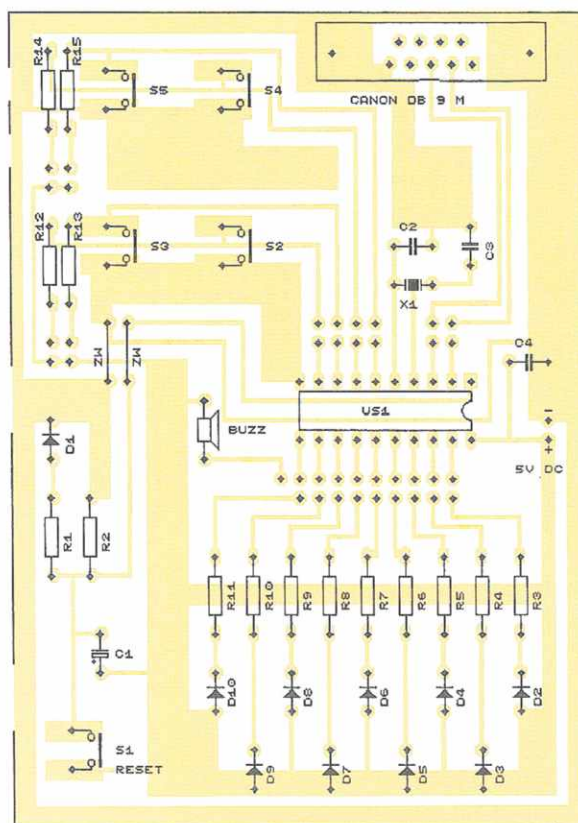 R14
R15
S5
S4
CANON DB 9 M
R12
R13
S3
S2
C2
C3
X1
ZW
ZW
C4
US1
BUZZ
D1
-
+
5V DC
R1
R2
R11
R10
R9
R8
R7
R6
R5
R4
R3
+
C1
D10
D8
D6
D4
D2
S1
RESET
D9
D7
D5
D3